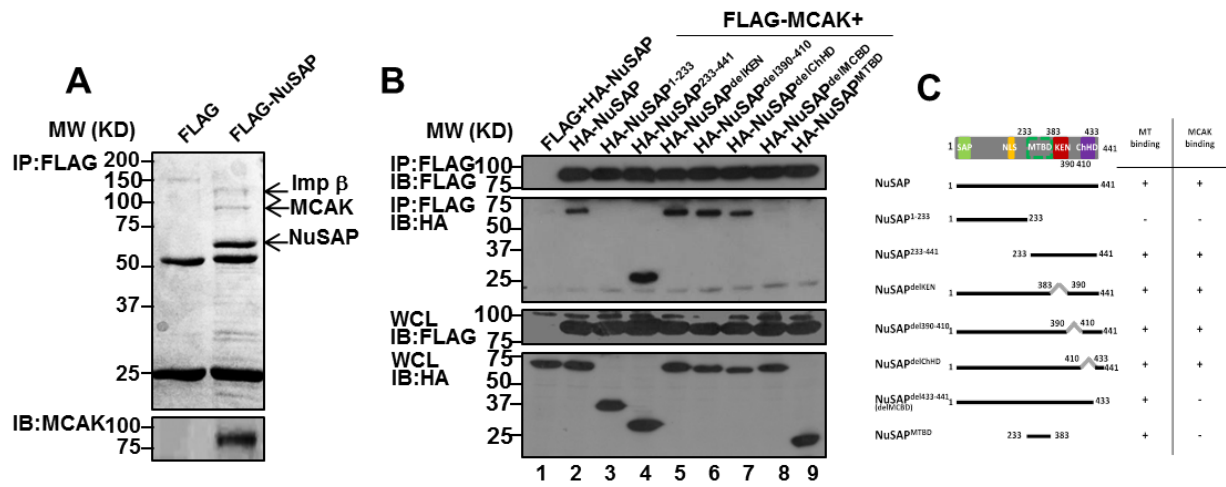 A
FLAG
FLAG-NuSAP
MW (KD)
IP:FLAG
200
150
100
75
50
37
25
Imp β
MCAK
NuSAP
IB:MCAK
100
75
B
FLAG-MCAK+
FLAG+HA-NuSAP
HA-NuSAP
HA-NuSAP1-233
HA-NuSAP233-441
HA-NuSAPdelKEN
HA-NuSAPdel390-410
HA-NuSAPdelChHD
HA-NuSAPdelMCBD
HA-NuSAPMTBD
MW (KD)
IP:FLAG 100
IB:FLAG 75
IP:FLAG 75
IB:HA 50
37
25
WCL 100
IB:FLAG 75
WCL 75
IB:HA 50
37
25
1 2 3 4 5 6 7 8 9
C
233 383 433
1 SAP NLS MTBD KEN ChHD 441
390 410
MT binding
MCAK binding
NuSAP 1 441 + +
NuSAP1-233 1 233 - -
NuSAP233-441 233 441 + +
NuSAPdelKEN 1 383 390 441 + +
NuSAPdel390-410 1 390 410 441 + +
NuSAPdelChHD 1 410 433 441 + +
NuSAPdel433-441 1 433 + -
(delMCBD)
NuSAPMTBD 233 383 + -